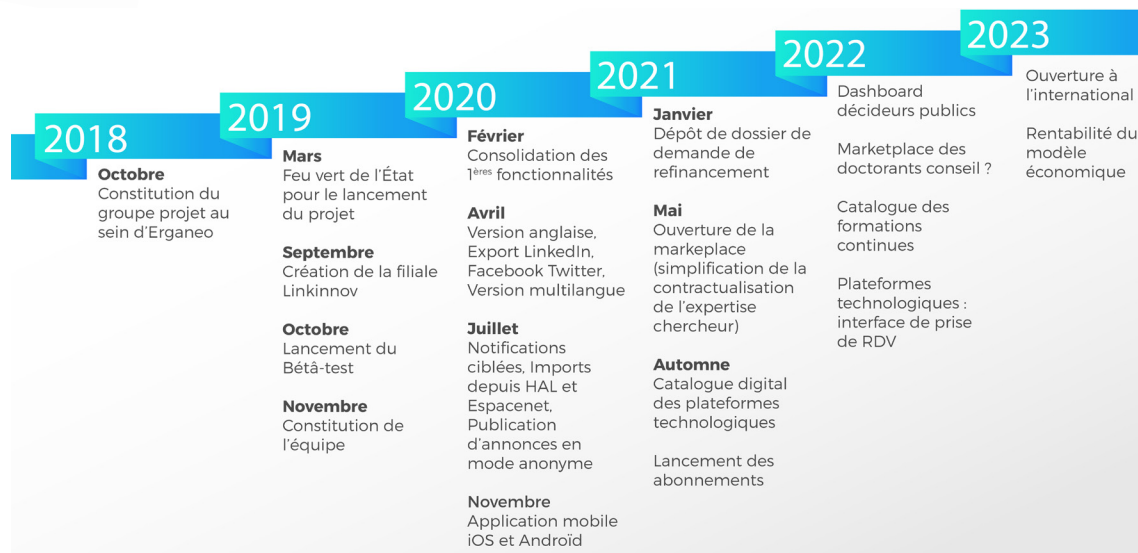 2018
Octobre
Constitution du
groupe projet au
sein d'Erganeo
2019
Mars
Feu vert de l'État
pour le lancement
du projet
Septembre
Création de la filiale
Linkinnov
Octobre
Lancement du
Bétâ-test
Novembre
Constitution de
l'équipe
2020
Février
Consolidation des
1ères fonctionnalités
Avril
Version anglaise,
Export LinkedIn,
Facebook Twitter,
Version multilangue
Juillet
Notifications
ciblées, Imports
depuis HAL et
Espacenet,
Publication
d'annonces en
mode anonyme
Novembre
Application mobile
iOS et Androïd
2021
Janvier
Dépôt de dossier de
demande de
refinancement
Mai
Ouverture de la
markeplace
(simplification de la
contractualisation
de l'expertise
chercheur)
Automne
Catalogue digital
des plateformes
technologiques
Lancement des
abonnements
2022
Dashboard
décideurs publics
Marketplace des
doctorants conseil ?
Catalogue des
formations
continues
Plateformes
technologiques :
interface de prise
de RDV
2023
Ouverture à
l'international
Rentabilité du
modèle
économique